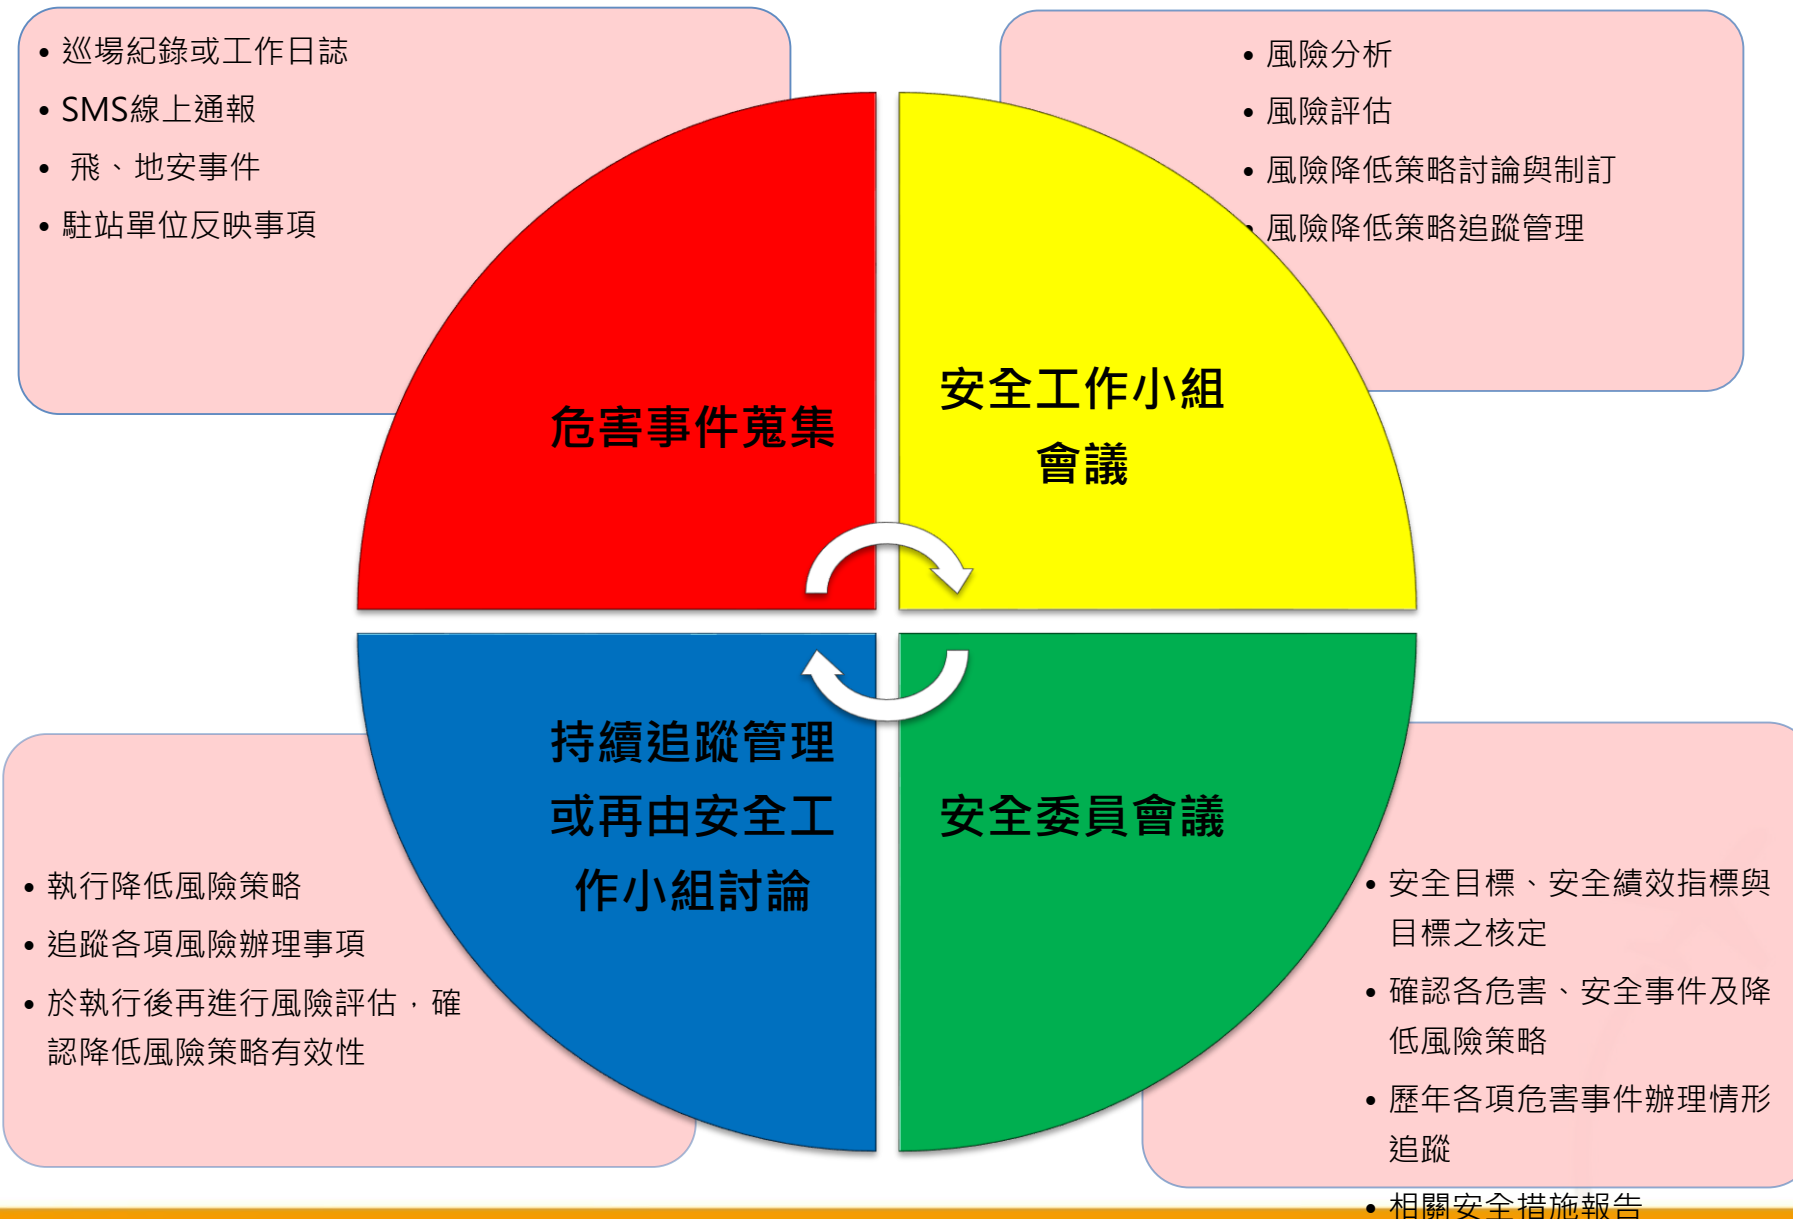 • 巡場紀錄或工作日誌
• SMS線上通報
• 飛、地安事件
• 駐站單位反映事項
• 風險分析
• 風險評估
• 風險降低策略討論與制訂
• 風險降低策略追蹤管理
危害事件蒐集
安全工作小組
會議
持續追蹤管理
或再由安全工
作小組討論
安全委員會議
• 執行降低風險策略
• 追蹤各項風險辦理事項
• 於執行後再進行風險評估，確
認降低風險策略有效性
• 安全目標、安全績效指標與
目標之核定
• 確認各危害、安全事件及降
低風險策略
• 歷年各項危害事件辦理情形
追蹤
• 相關安全措施報告